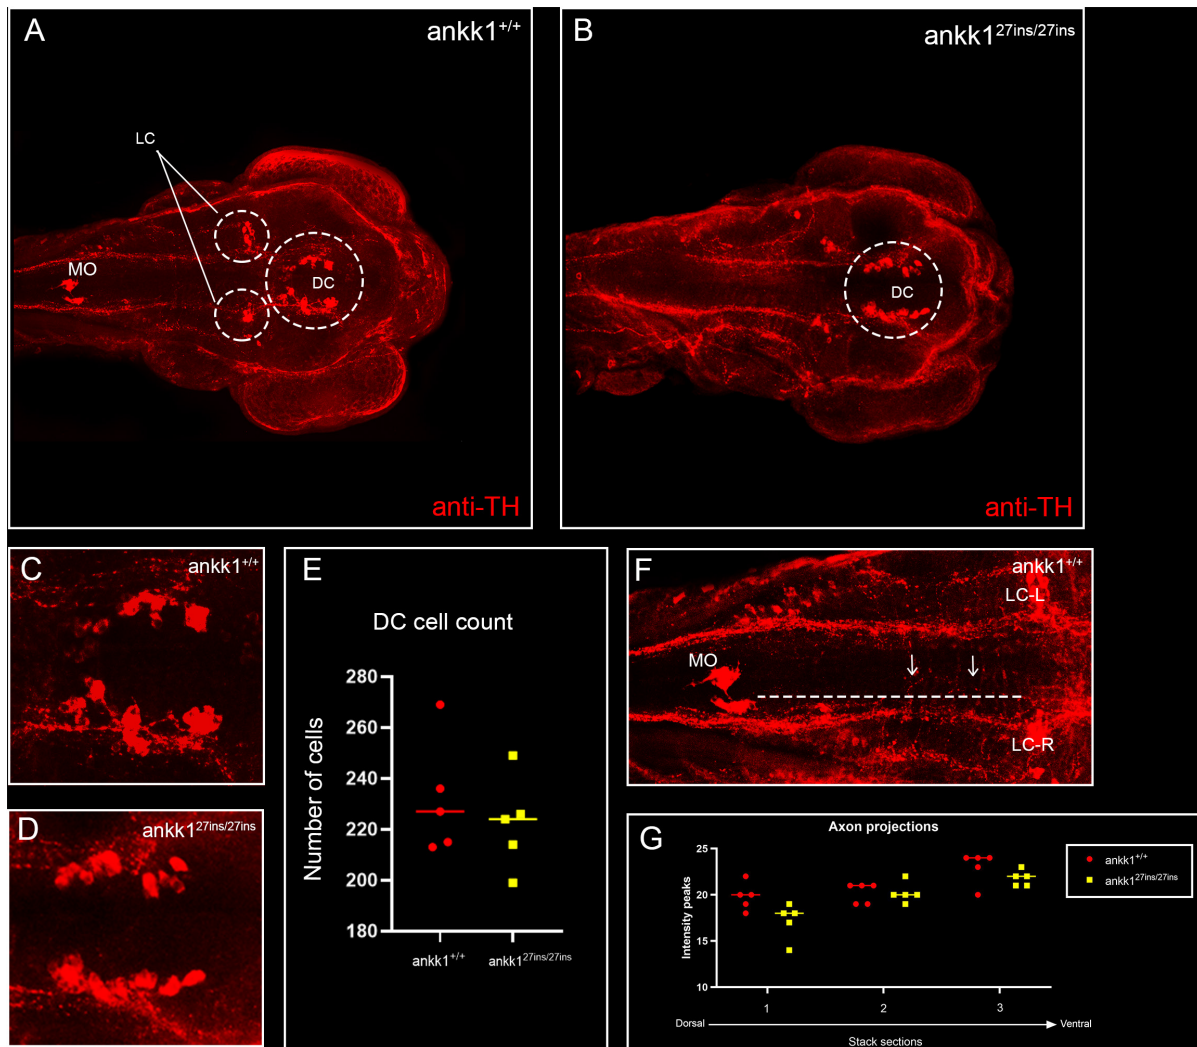 A
ankk1+/+
LC
MO
DC
anti-TH
B
ankk127ins/27ins
DC
anti-TH
C
ankk1+/+
D
ankk127ins/27ins
E
DC cell count
Number of cells
280
260
240
220
200
180
ankk1+/+
ankk127ins/27ins
F
ankk1+/+
LC-L
MO
LC-R
G
Axon projections
Intensity peaks
25
20
15
10
1
2
3
Dorsal
Ventral
Stack sections
ankk1+/+
ankk127ins/27ins